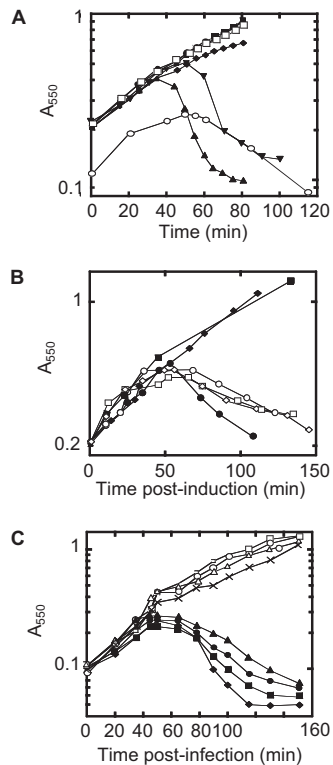 A
1
A550
0.1
0 20 40 60 80 100 120
Time (min)
B
1
A550
0.2
0 50 100 150
Time post-induction (min)
C
1
A550
0.1
0 20 40 60 80 100 160
Time post-infection (min)